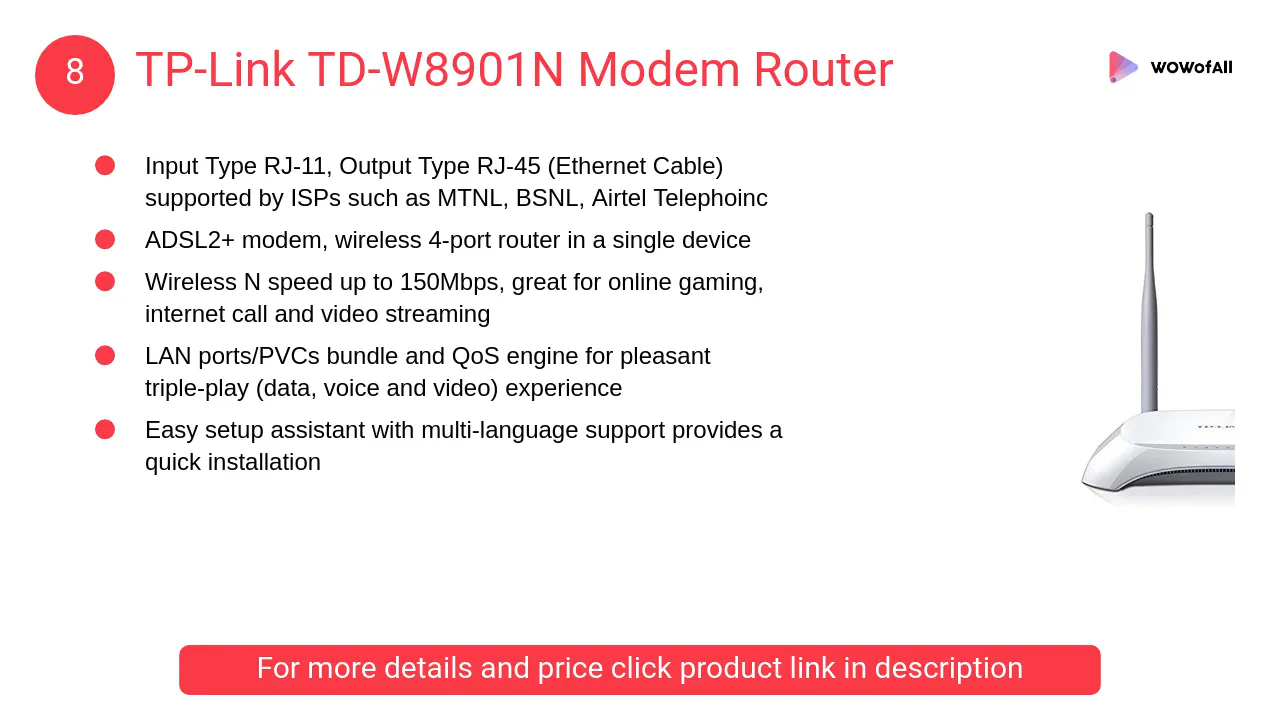 8
TP-Link TD-W8901N Modem Router
WOWofAll
Input Type RJ-11, Output Type RJ-45 (Ethernet Cable)
supported by ISPs such as MTNL, BSNL, Airtel Telephoinc
ADSL2+ modem, wireless 4-port router in a single device
Wireless N speed up to 150Mbps, great for online gaming,
internet call and video streaming
LAN ports/PVCs bundle and QoS engine for pleasant
triple-play (data, voice and video) experience
Easy setup assistant with multi-language support provides a
quick installation
For more details and price click product link in description